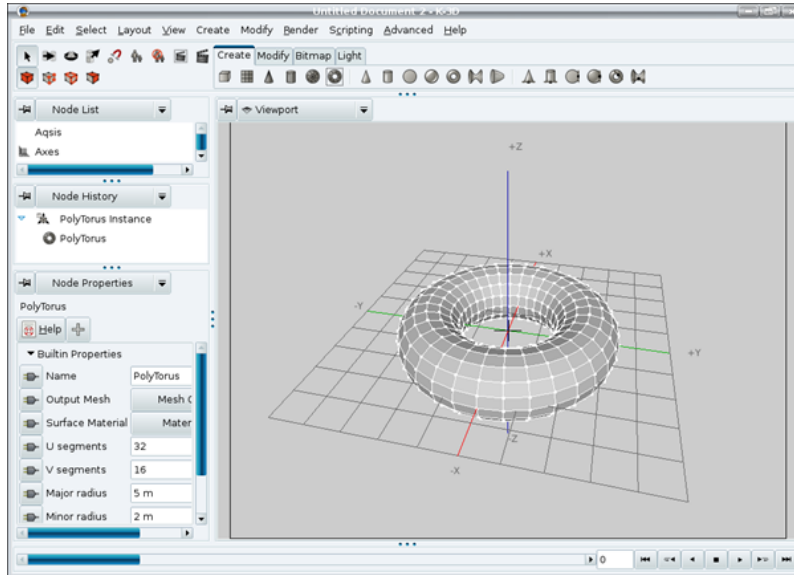 Untitled Document 2 • K-3D
File Edit Select Layout View Create Modify Render Scripting Advanced Help
Create Modify Bitmap Light
Node List
Viewport
Aqsis
Axes
Node History
PolyTorus Instance
PolyTorus
Node Properties
PolyTorus
Help
Builtin Properties
Name PolyTorus
Output Mesh Mesh C
Surface Material Mater
U segments 32
V segments 16
Major radius 5 m
Minor radius 2 m
+Z
+X
-Y
+Y
-Z
-X
0